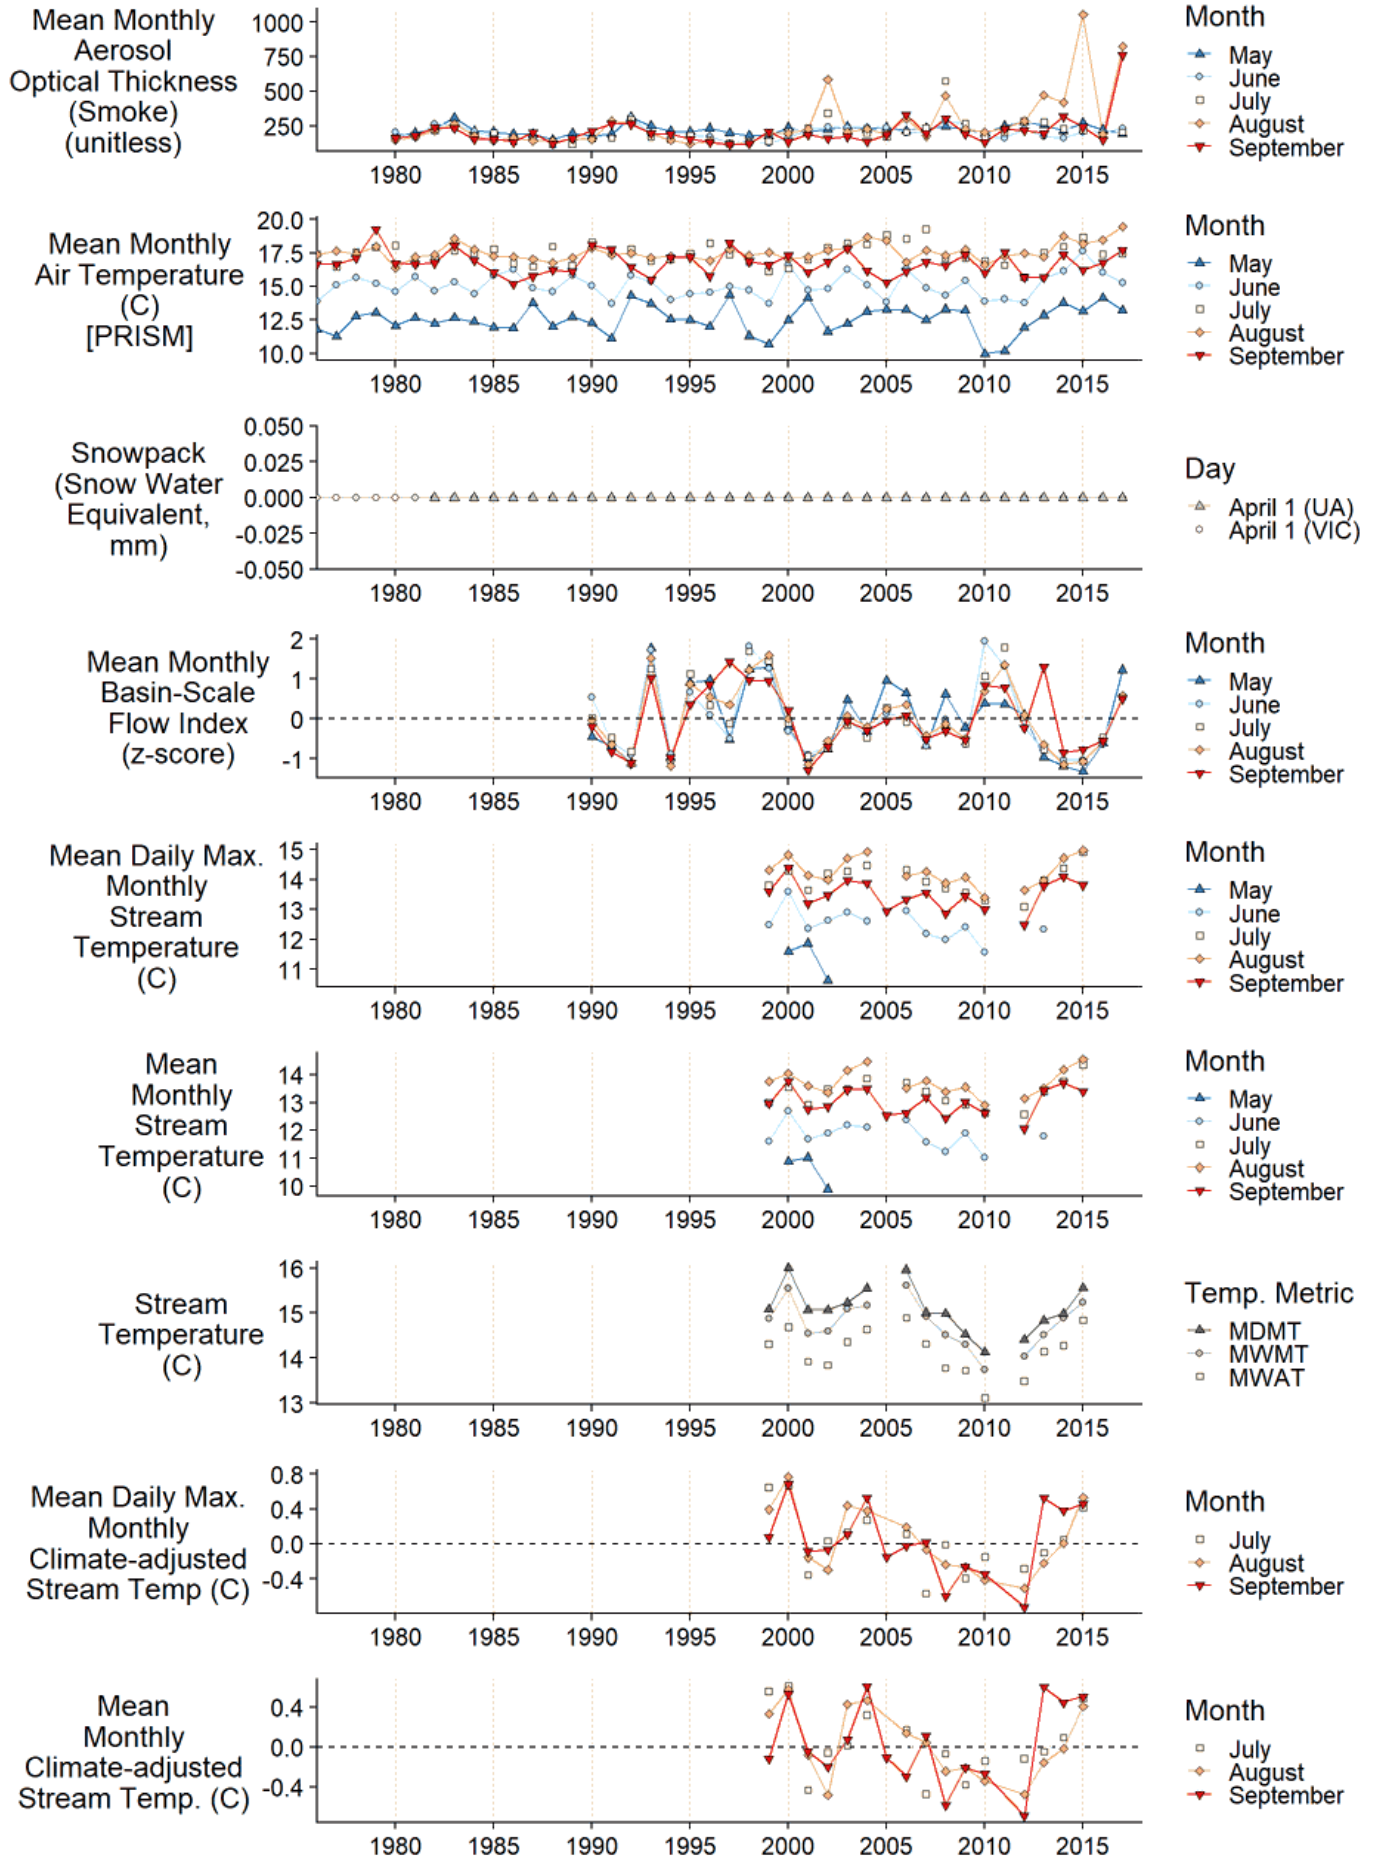 Mean Monthly
Aerosol
Optical Thickness
(Smoke)
(unitless)
1000
750
500
250
1980 1985 1990 1995 2000 2005 2010 2015
Month
May
June
July
August
September
Mean Monthly
Air Temperature
(C)
[PRISM]
20.0
17.5
15.0
12.5
10.0
1980 1985 1990 1995 2000 2005 2010 2015
Month
May
June
July
August
September
Snowpack
(Snow Water
Equivalent,
mm)
0.050
0.025
0.000
-0.025
-0.050
1980 1985 1990 1995 2000 2005 2010 2015
Day
April 1 (UA)
April 1 (VIC)
Mean Monthly
Basin-Scale
Flow Index
(z-score)
2
1
0
-1
1980 1985 1990 1995 2000 2005 2010 2015
Month
May
June
July
August
September
Mean Daily Max.
Monthly
Stream
Temperature
(C)
15
14
13
12
11
1980 1985 1990 1995 2000 2005 2010 2015
Month
May
June
July
August
September
Mean
Monthly
Stream
Temperature
(C)
14
13
12
11
10
1980 1985 1990 1995 2000 2005 2010 2015
Month
May
June
July
August
September
Stream
Temperature
(C)
16
15
14
13
1980 1985 1990 1995 2000 2005 2010 2015
Temp. Metric
MDMT
MWMT
MWAT
Mean Daily Max.
Monthly
Climate-adjusted
Stream Temp (C)
0.8
0.4
0.0
-0.4
1980 1985 1990 1995 2000 2005 2010 2015
Month
July
August
September
Mean
Monthly
Climate-adjusted
Stream Temp. (C)
0.4
0.0
-0.4
1980 1985 1990 1995 2000 2005 2010 2015
Month
July
August
September